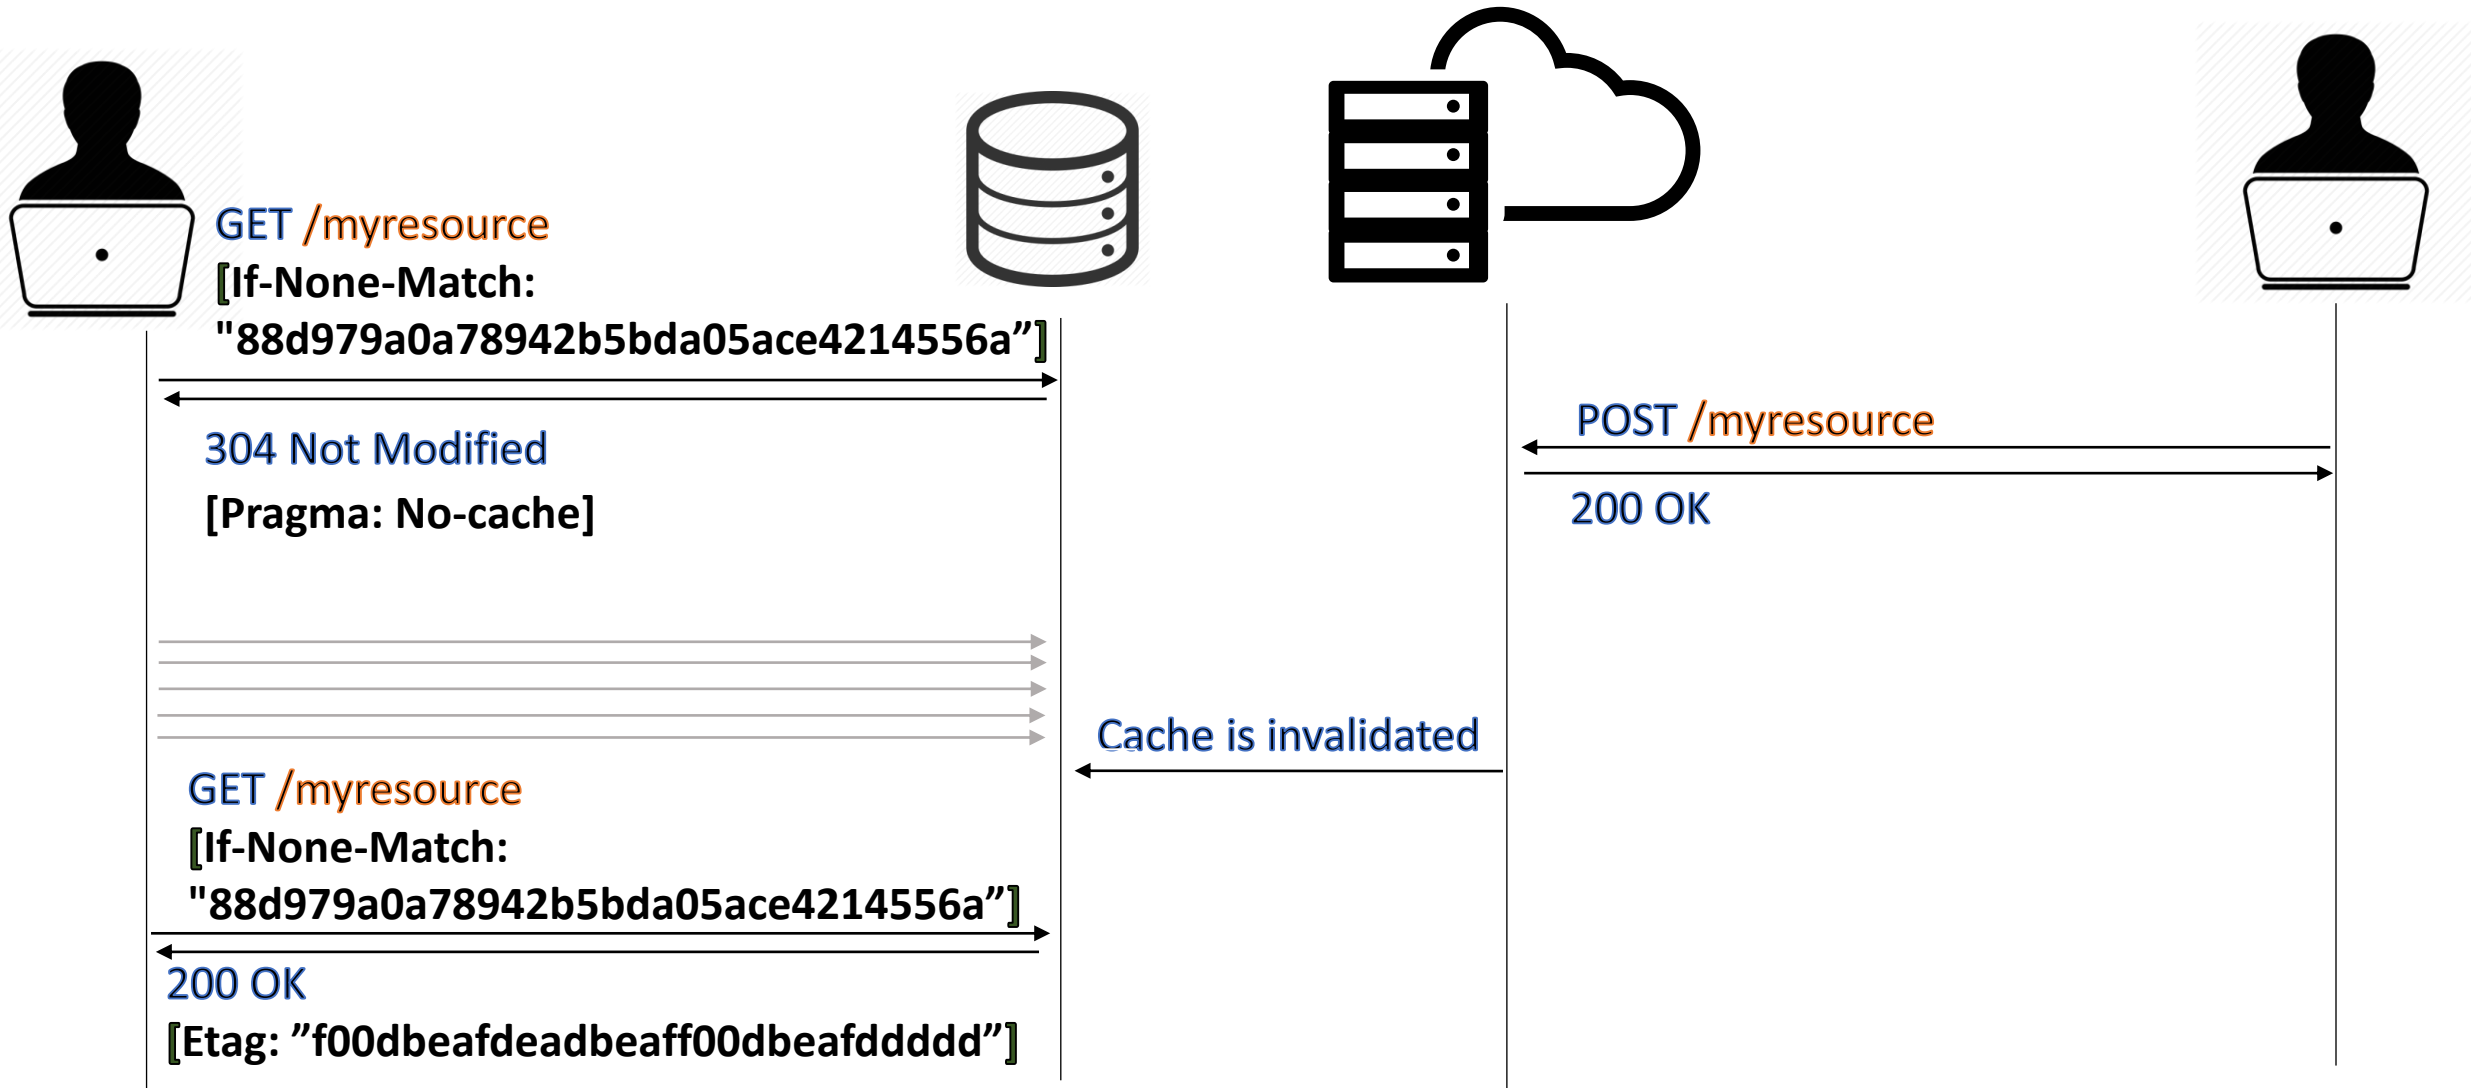 GET /myresource
[If-None-Match:
"88d979a0a78942b5bda05ace4214556a”]
304 Not Modified
[Pragma: No-cache]
POST /myresource
200 OK
Cache is invalidated
GET /myresource
[If-None-Match:
"88d979a0a78942b5bda05ace4214556a”]
200 OK
[Etag: ”f00dbeafdeadbeaff00dbeafddddd”]